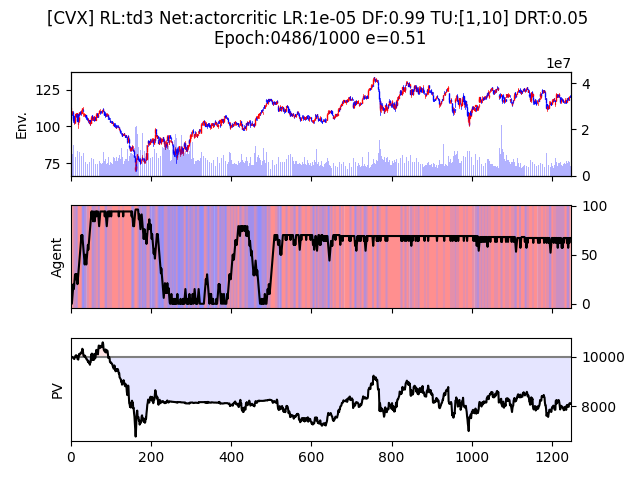 [CVX] RL:td3 Net:actorcritic LR:1e-05 DF:0.99 TU:[1,10] DRT:0.05
Epoch:0486/1000 e=0.51
1e7
Env.
125
100
75
4
2
0
Agent
100
50
0
PV
10000
8000
0 200 400 600 800 1000 1200